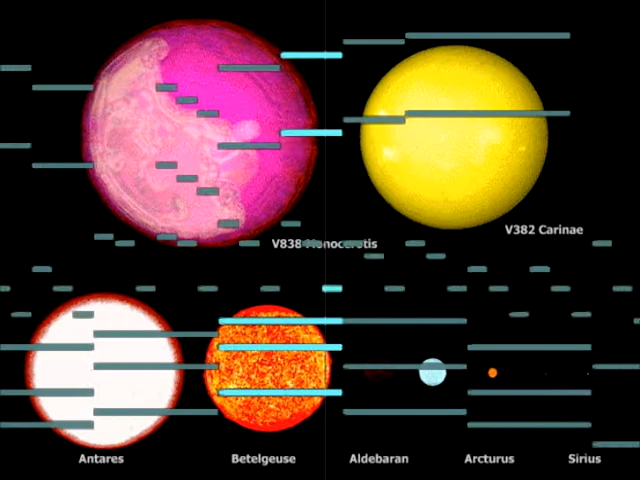 V382 Carinae
V838 Monocerotis
Antares Betelgeuse Aldebaran Arcturus Sirius